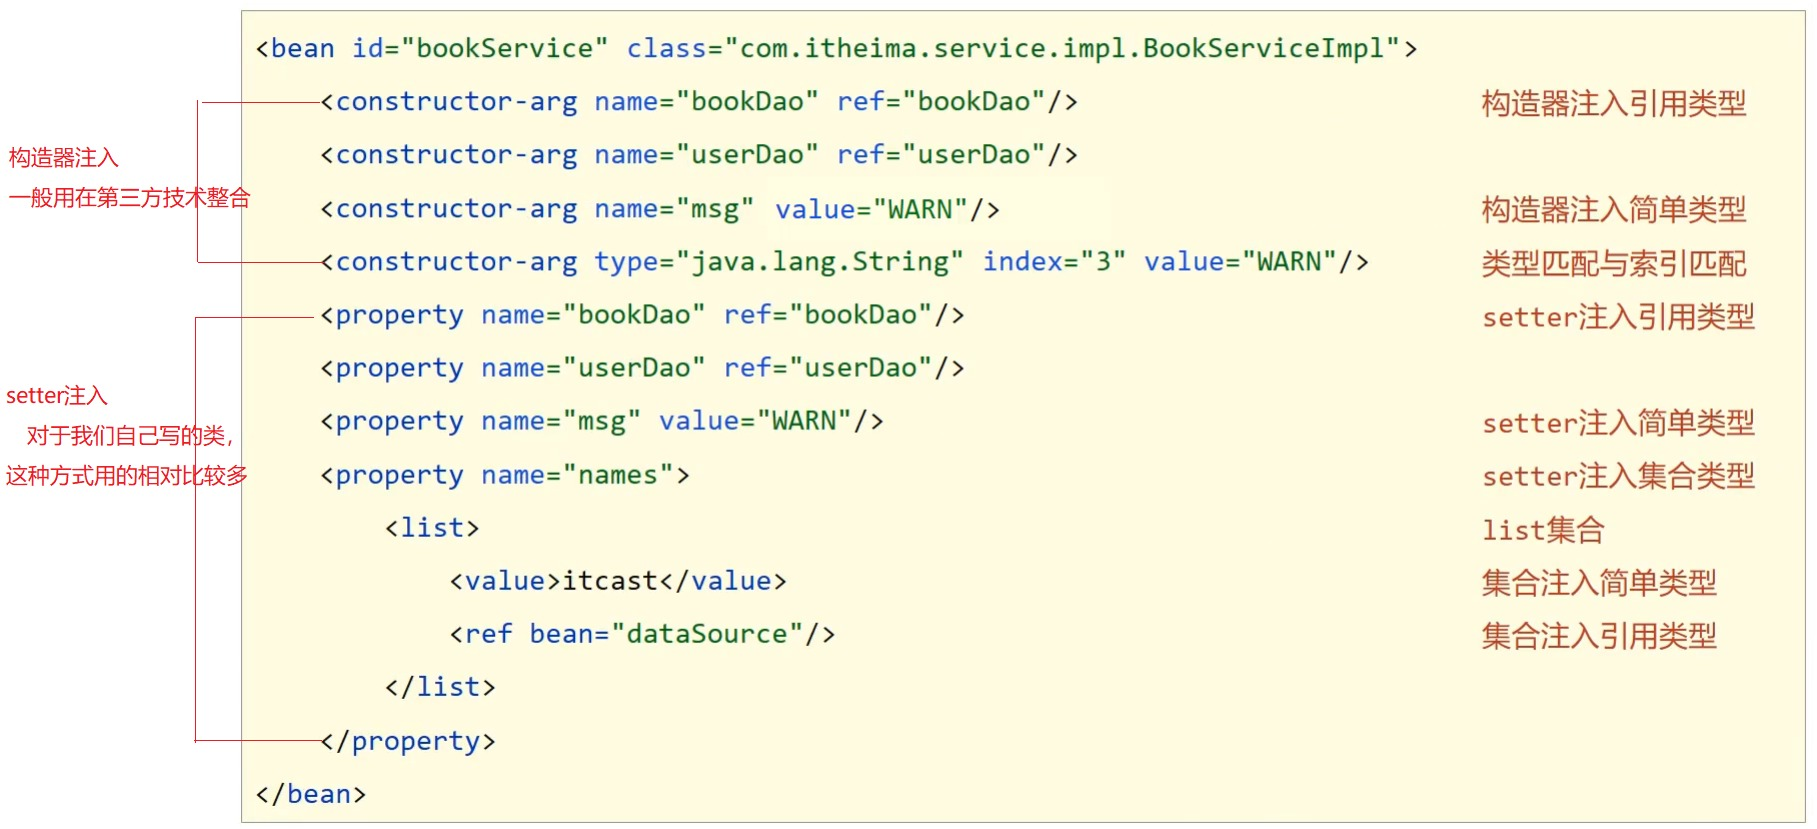 <bean id="bookService" class="com.itheima.service.impl.BookServiceImpl">
<constructor-arg name="bookDao" ref="bookDao"/> 构造器注入引用类型
<constructor-arg name="userDao" ref="userDao"/>
<constructor-arg name="msg" value="WARN"/> 构造器注入简单类型
<constructor-arg type="java.lang.String" index="3" value="WARN"/> 类型匹配与索引匹配
<property name="bookDao" ref="bookDao"/> setter注入引用类型
<property name="userDao" ref="userDao"/>
<property name="msg" value="WARN"/> setter注入简单类型
<property name="names"> setter注入集合类型
<list> list集合
<value>itcast</value> 集合注入简单类型
<ref bean="dataSource"/> 集合注入引用类型
</list>
</property>
</bean>
构造器注入
一般用在第三方技术整合
setter注入
对于我们自己写的类，
这种方式用的相对比较多